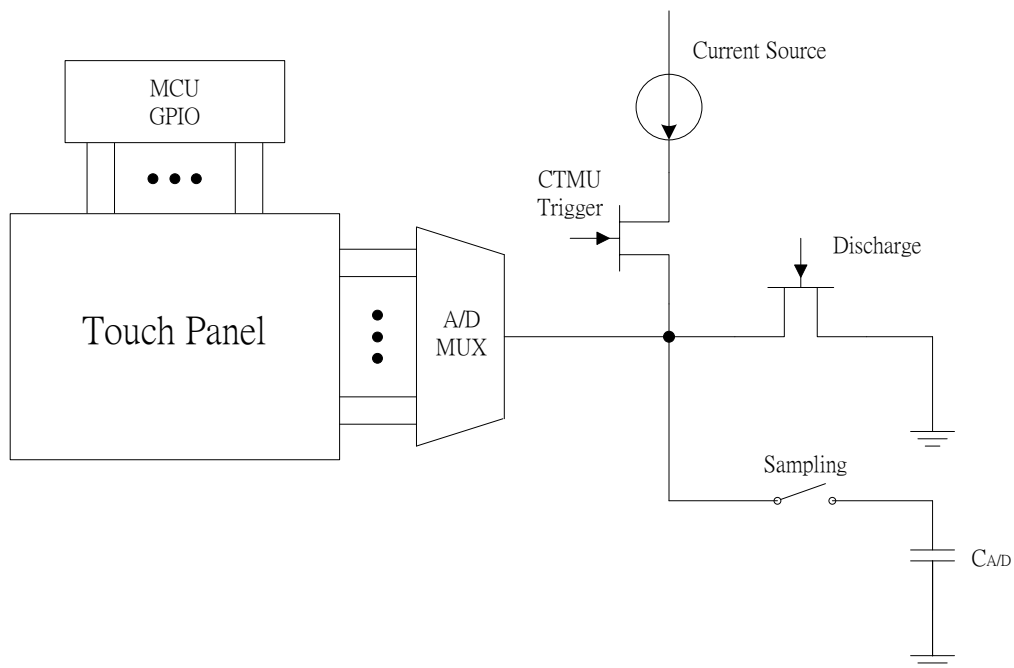 Current Source
MCU
GPIO
CTMU
Trigger
Discharge
Touch Panel
A/D
MUX
Sampling
CA/D